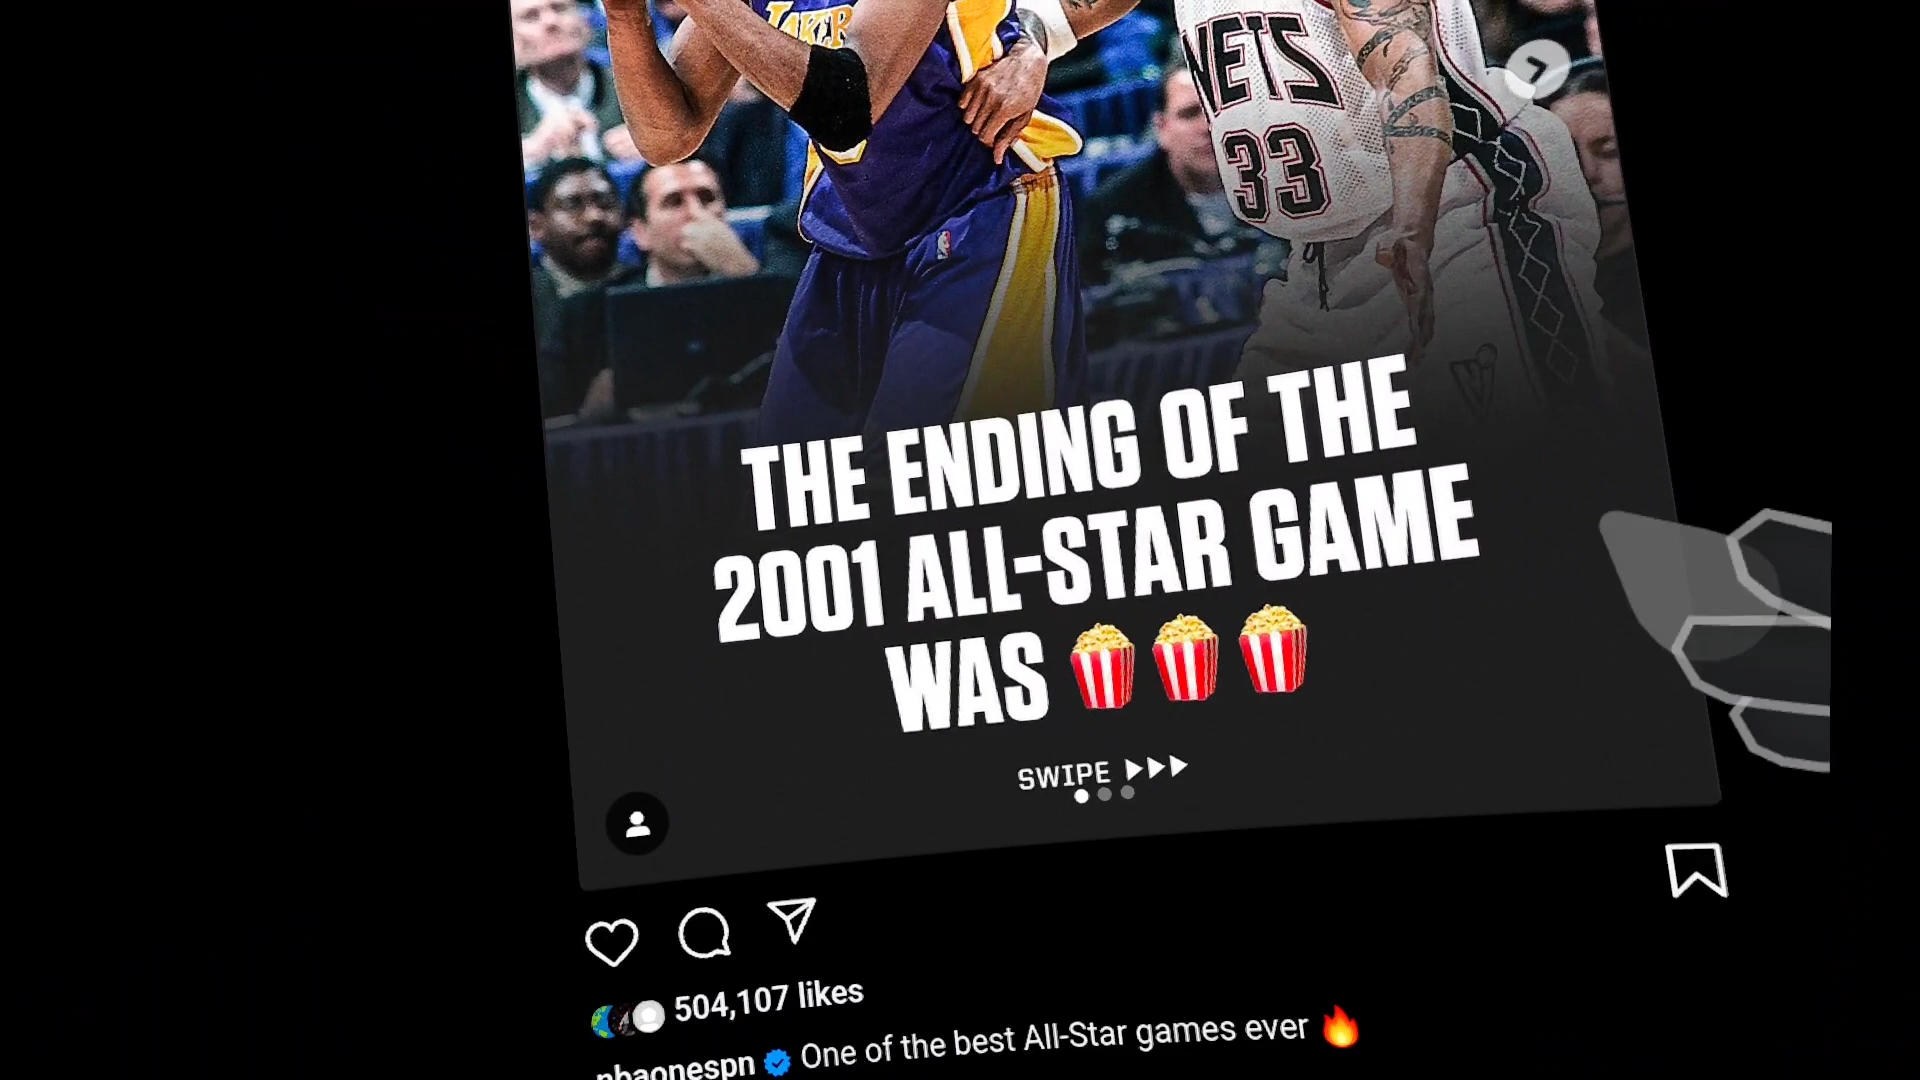 LAKERS
NETS
33
THE ENDING OF THE
2001 ALL-STAR GAME
WAS 🍿🍿🍿
SWIPE ▶▶▶
504,107 likes
nbaonespn One of the best All-Star games ever 🔥